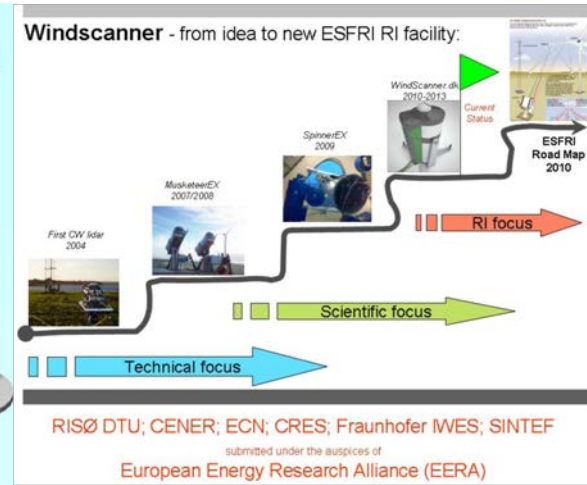 Windscanner - from idea to new ESFRI RI facility:
WindScanner.dk
2010-2013
Current
Status
SpinnerEX
2009
ESFRI
Road Map
2010
MusketeerEX
2007/2008
First CW lidar
2004
RI focus
Scientific focus
Technical focus
RISØ DTU; CENER; ECN; CRES; Fraunhofer IWES; SINTEF
submitted under the auspices of
European Energy Research Alliance (EERA)